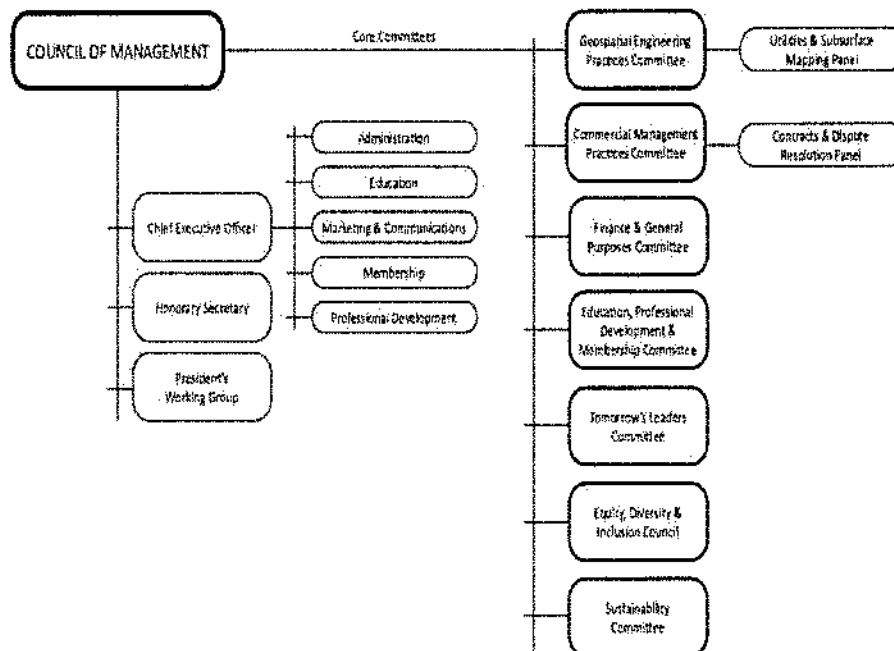 COUNCIL OF MANAGEMENT
Core Committees
Geospatial Engineering
Practices Committee
Utilities & Subsurface
Mapping Panel
Commercial Management
Practices Committee
Contracts & Dispute
Resolution Panel
Administration
Education
Chief Executive Officer
Marketing & Communications
Membership
Professional Development
Honorary Secretary
President's
Working Group
Finance & General
Purposes Committee
Education, Professional
Development &
Membership Committee
Tomorrow's Leaders
Committee
Equity, Diversity &
Inclusion Council
Sustainability
Committee